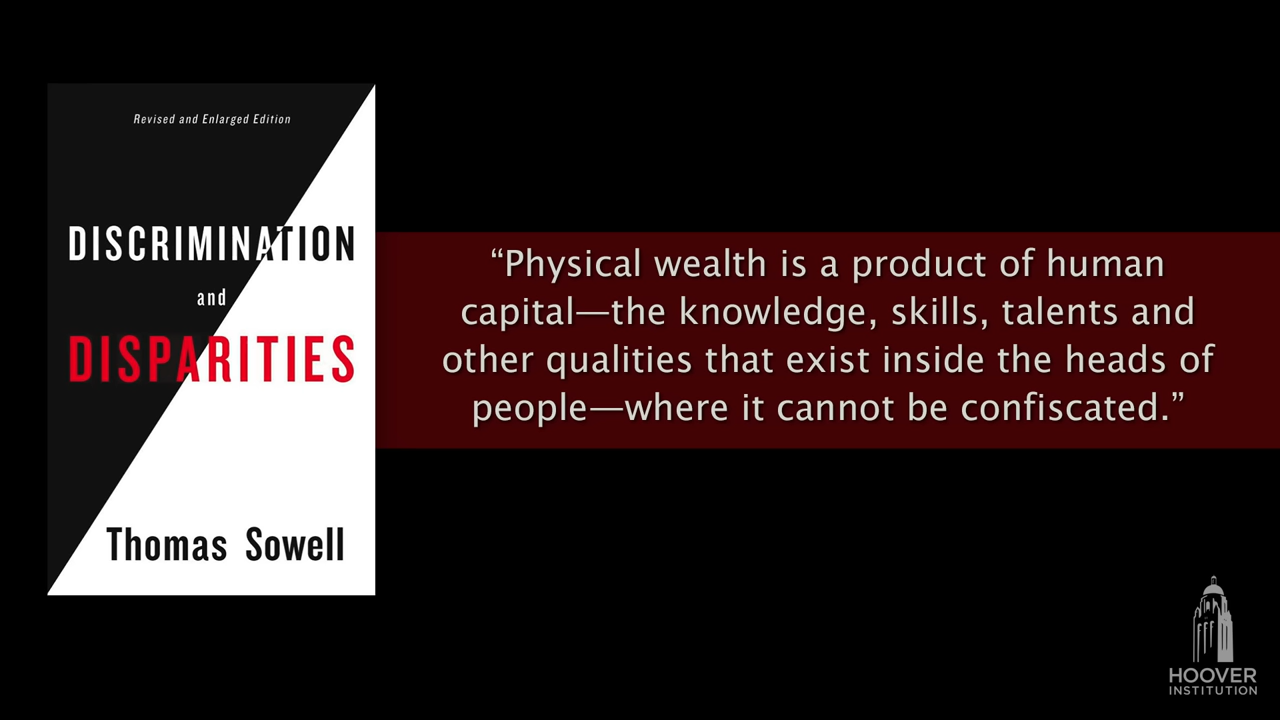 Revised and Enlarged Edition
DISCRIMINATION
and
DISPARITIES
Thomas Sowell
“Physical wealth is a product of human
capital—the knowledge, skills, talents and
other qualities that exist inside the heads of
people—where it cannot be confiscated.”
HOOVER
INSTITUTION